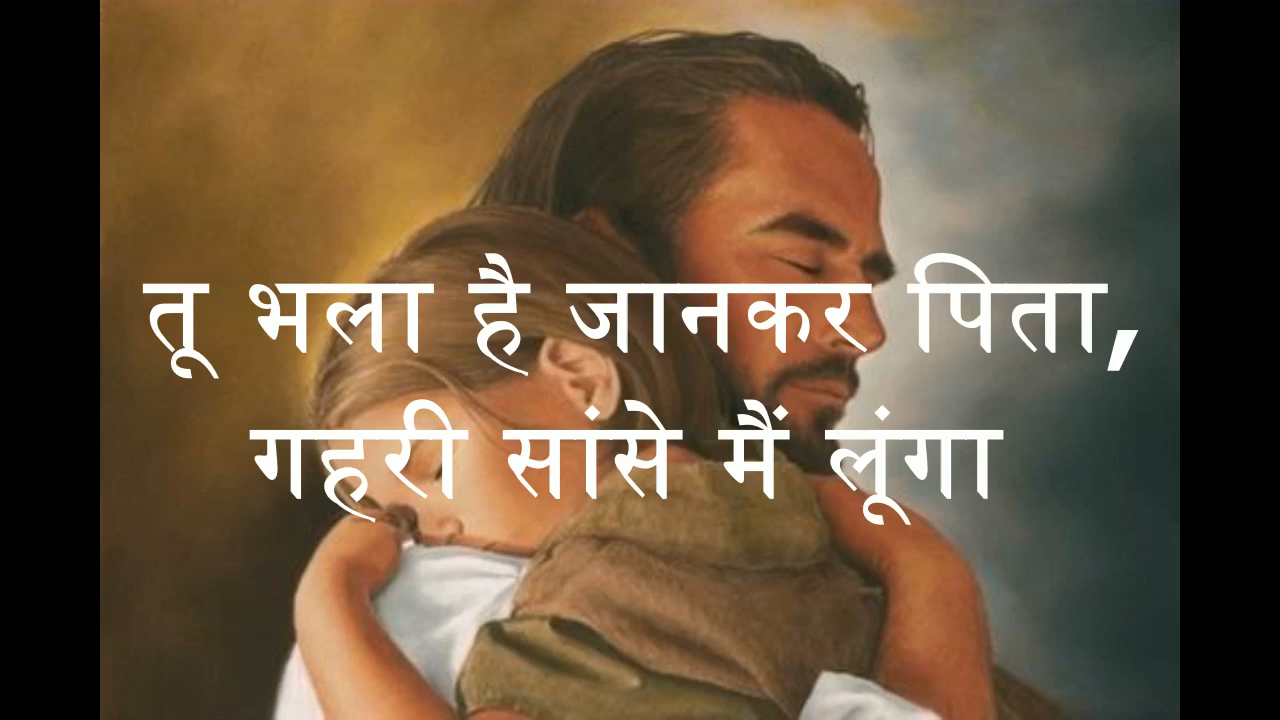 तू भला है जानकर पिता,
गहरी सांसे मैं लूंगा